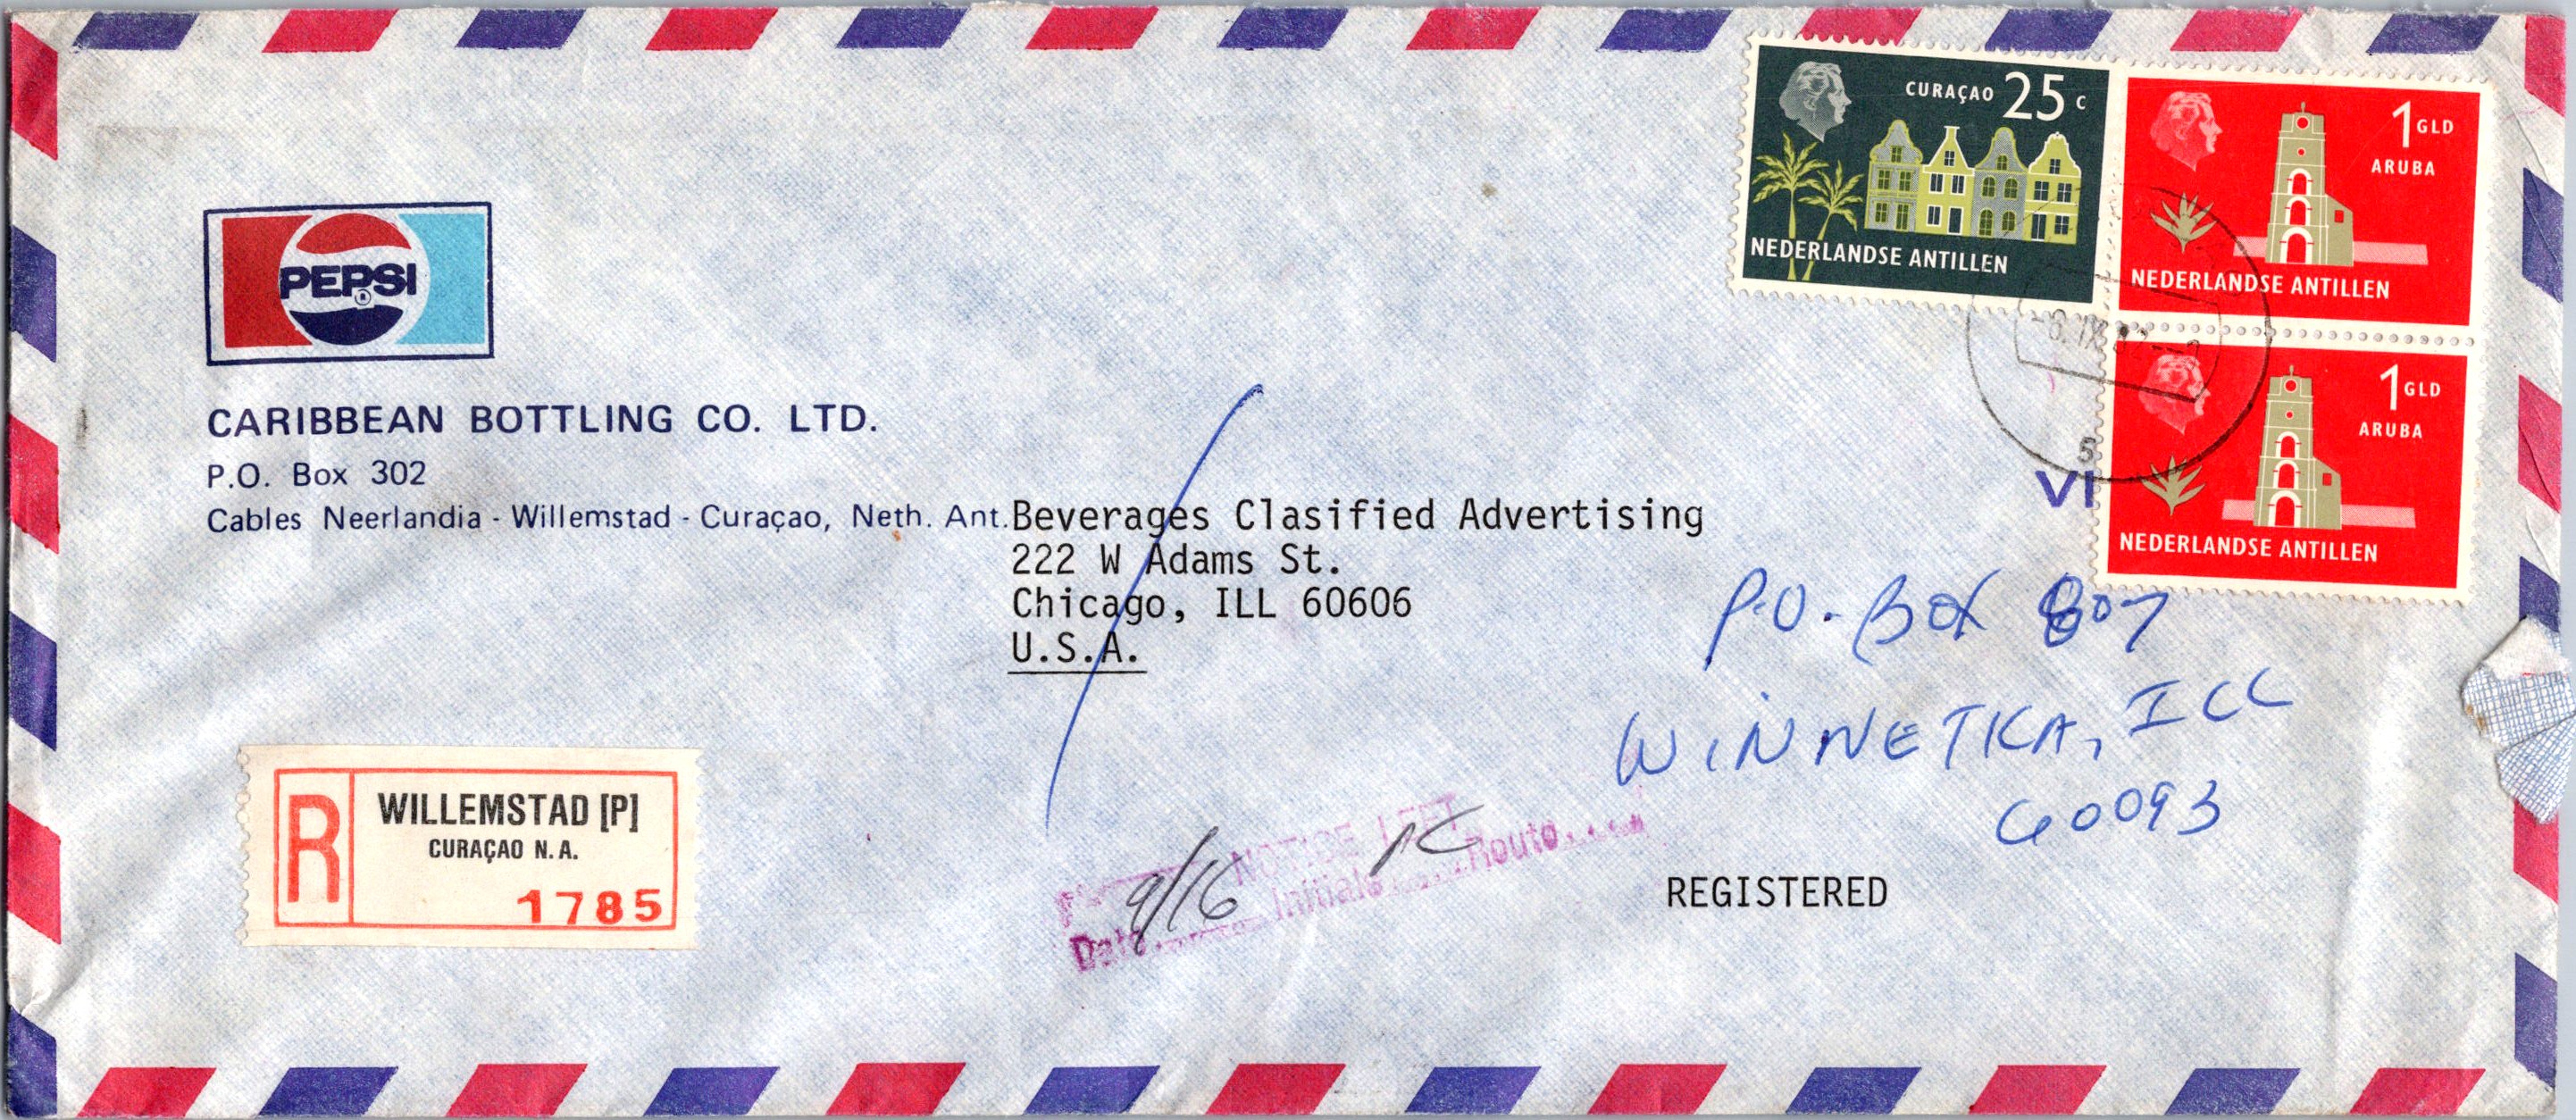 PEPSI
®
CARIBBEAN BOTTLING CO. LTD.
P.O. Box 302
Cables Neerlandia - Willemstad - Curaçao, Neth. Ant.
CURAÇAO 25 C
NEDERLANDSE ANTILLEN
1 GLD
ARUBA
NEDERLANDSE ANTILLEN
1 GLD
ARUBA
NEDERLANDSE ANTILLEN
5
VI
Beverages Clasified Advertising
222 W Adams St.
Chicago, ILL 60606
U.S.A.
P.O. BOX 807
WINNETKA, ILL
60093
R
WILLEMSTAD [P]
CURAÇAO N.A.
1785
NOTICE LEFT
Date 9/16 Initials Route
REGISTERED